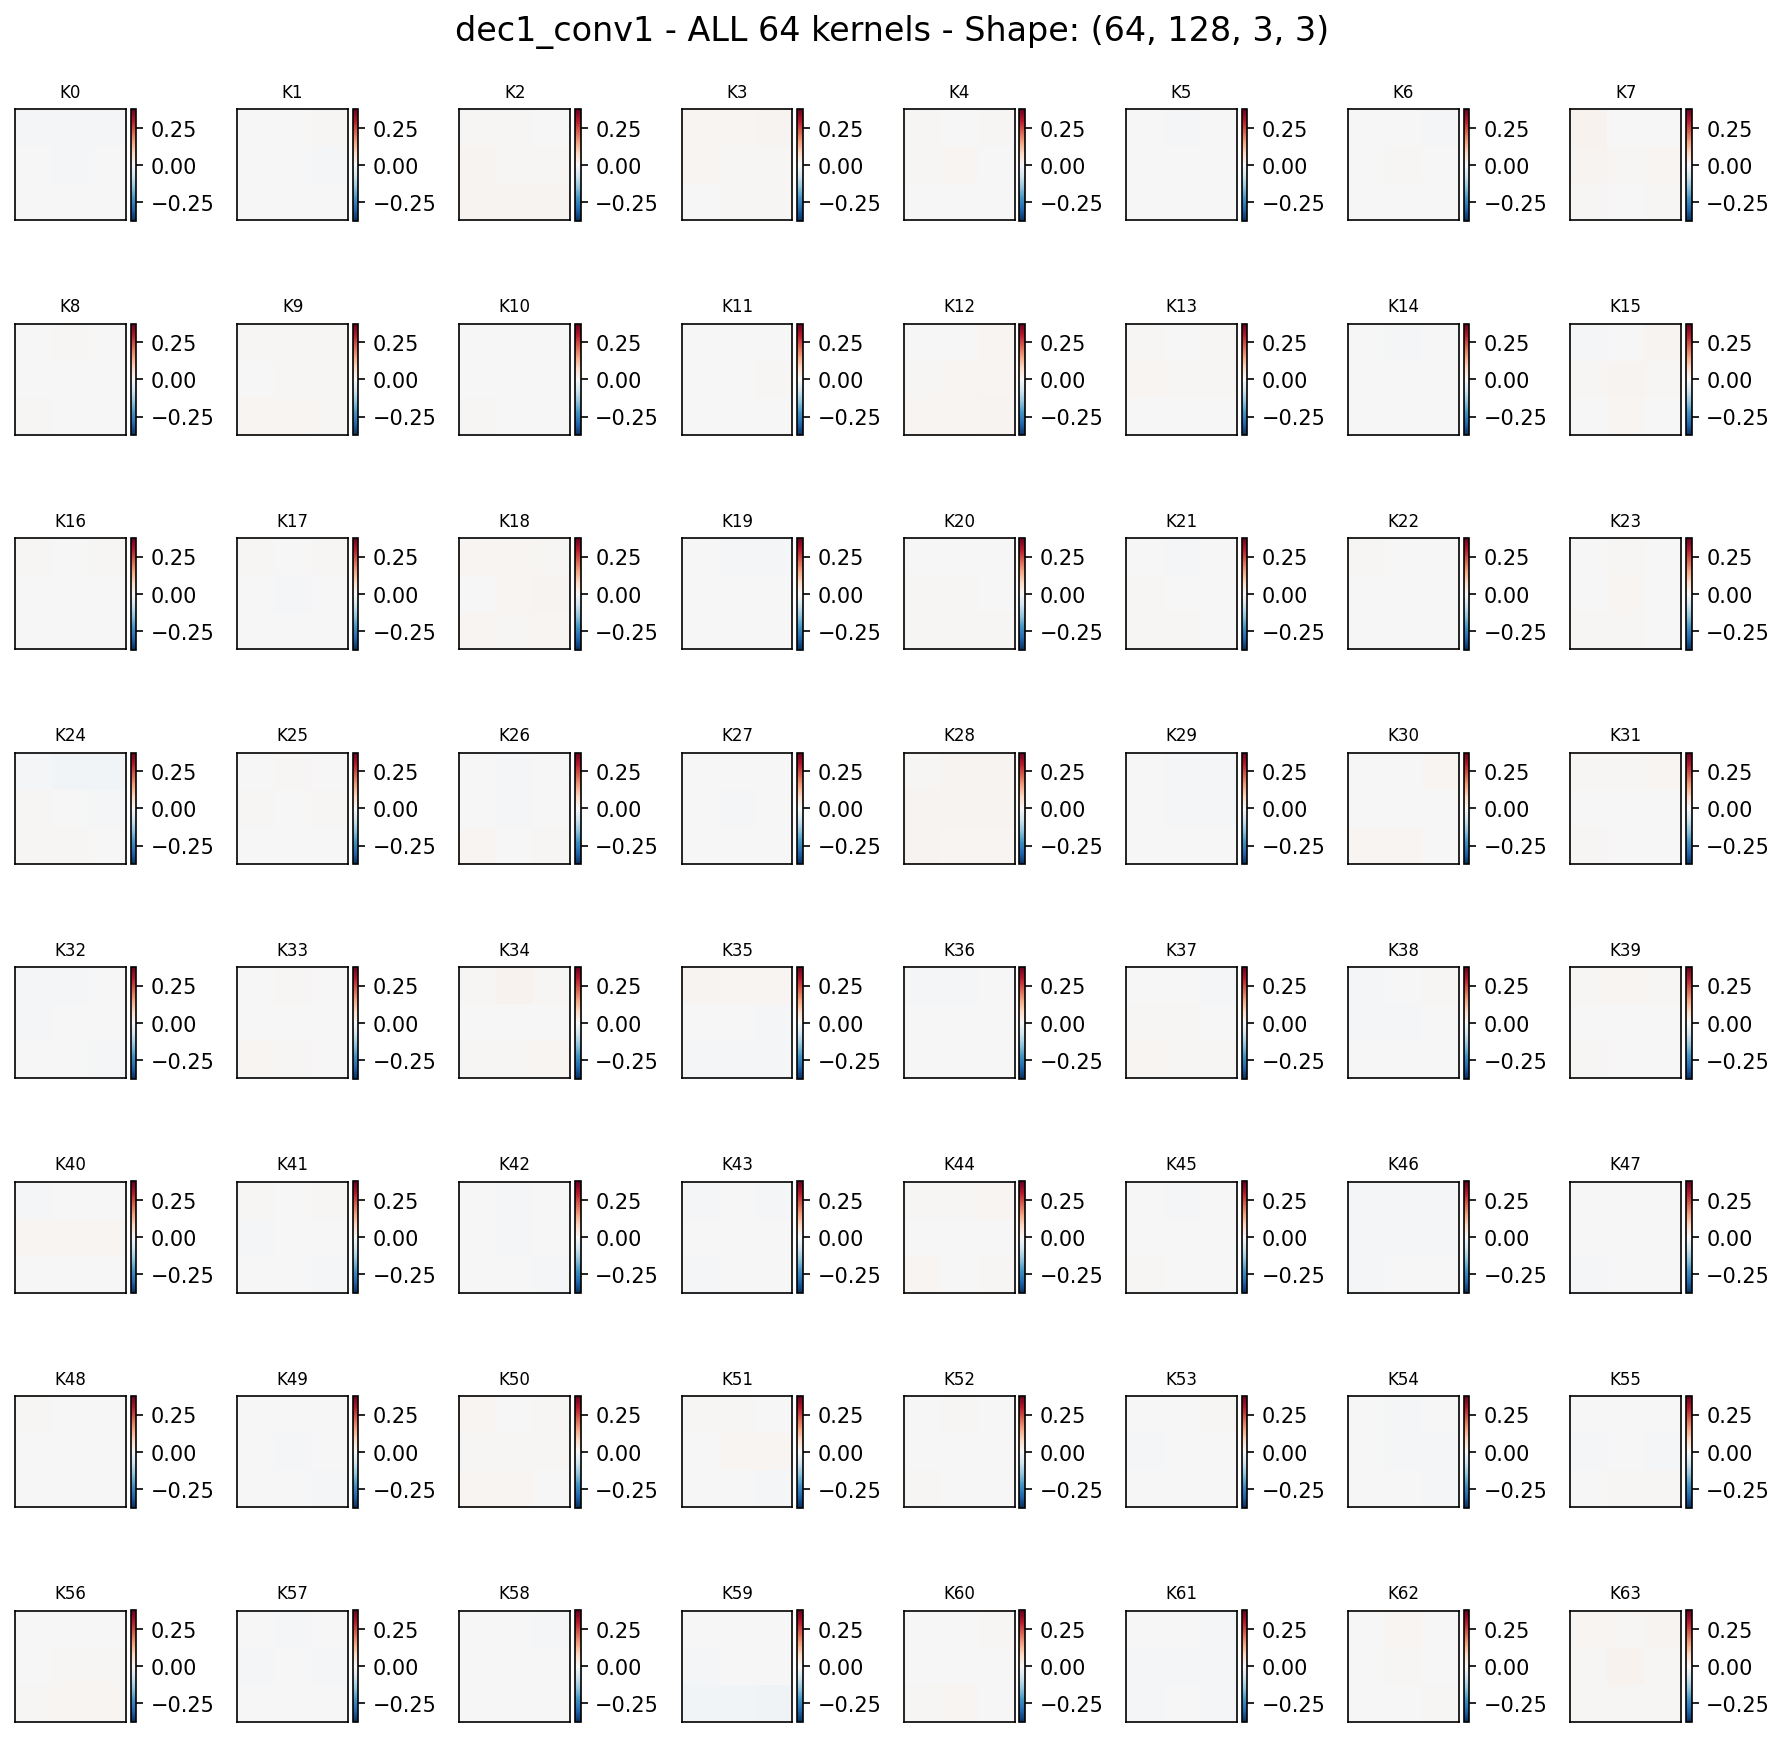 dec1_conv1 - ALL 64 kernels - Shape: (64, 128, 3, 3)
K0 K1 K2 K3 K4 K5 K6 K7
0.25 0.25 0.25 0.25 0.25 0.25 0.25 0.25
0.00 0.00 0.00 0.00 0.00 0.00 0.00 0.00
−0.25 −0.25 −0.25 −0.25 −0.25 −0.25 −0.25 −0.25
K8 K9 K10 K11 K12 K13 K14 K15
0.25 0.25 0.25 0.25 0.25 0.25 0.25 0.25
0.00 0.00 0.00 0.00 0.00 0.00 0.00 0.00
−0.25 −0.25 −0.25 −0.25 −0.25 −0.25 −0.25 −0.25
K16 K17 K18 K19 K20 K21 K22 K23
0.25 0.25 0.25 0.25 0.25 0.25 0.25 0.25
0.00 0.00 0.00 0.00 0.00 0.00 0.00 0.00
−0.25 −0.25 −0.25 −0.25 −0.25 −0.25 −0.25 −0.25
K24 K25 K26 K27 K28 K29 K30 K31
0.25 0.25 0.25 0.25 0.25 0.25 0.25 0.25
0.00 0.00 0.00 0.00 0.00 0.00 0.00 0.00
−0.25 −0.25 −0.25 −0.25 −0.25 −0.25 −0.25 −0.25
K32 K33 K34 K35 K36 K37 K38 K39
0.25 0.25 0.25 0.25 0.25 0.25 0.25 0.25
0.00 0.00 0.00 0.00 0.00 0.00 0.00 0.00
−0.25 −0.25 −0.25 −0.25 −0.25 −0.25 −0.25 −0.25
K40 K41 K42 K43 K44 K45 K46 K47
0.25 0.25 0.25 0.25 0.25 0.25 0.25 0.25
0.00 0.00 0.00 0.00 0.00 0.00 0.00 0.00
−0.25 −0.25 −0.25 −0.25 −0.25 −0.25 −0.25 −0.25
K48 K49 K50 K51 K52 K53 K54 K55
0.25 0.25 0.25 0.25 0.25 0.25 0.25 0.25
0.00 0.00 0.00 0.00 0.00 0.00 0.00 0.00
−0.25 −0.25 −0.25 −0.25 −0.25 −0.25 −0.25 −0.25
K56 K57 K58 K59 K60 K61 K62 K63
0.25 0.25 0.25 0.25 0.25 0.25 0.25 0.25
0.00 0.00 0.00 0.00 0.00 0.00 0.00 0.00
−0.25 −0.25 −0.25 −0.25 −0.25 −0.25 −0.25 −0.25